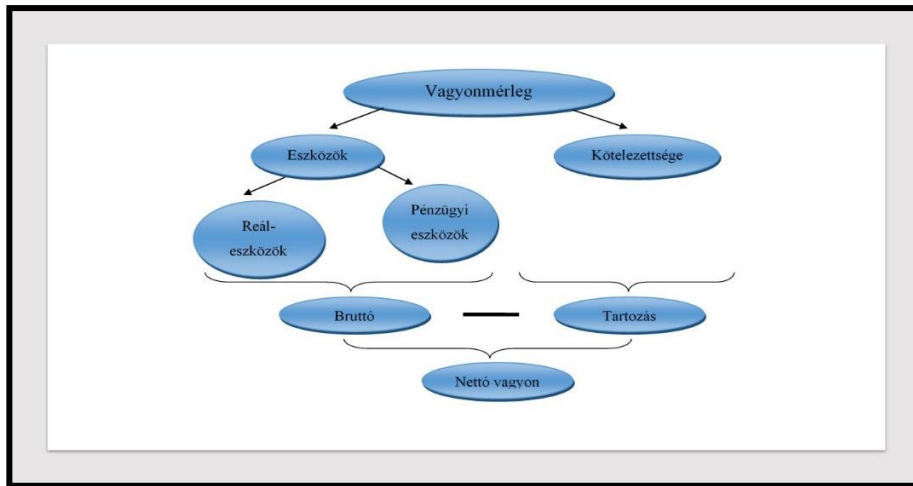 Vagyonmérleg
Eszközök
Kötelezettsége
Reál-
eszközök
Pénzügyi
eszközök
Bruttó
Tartozás
Nettó vagyon